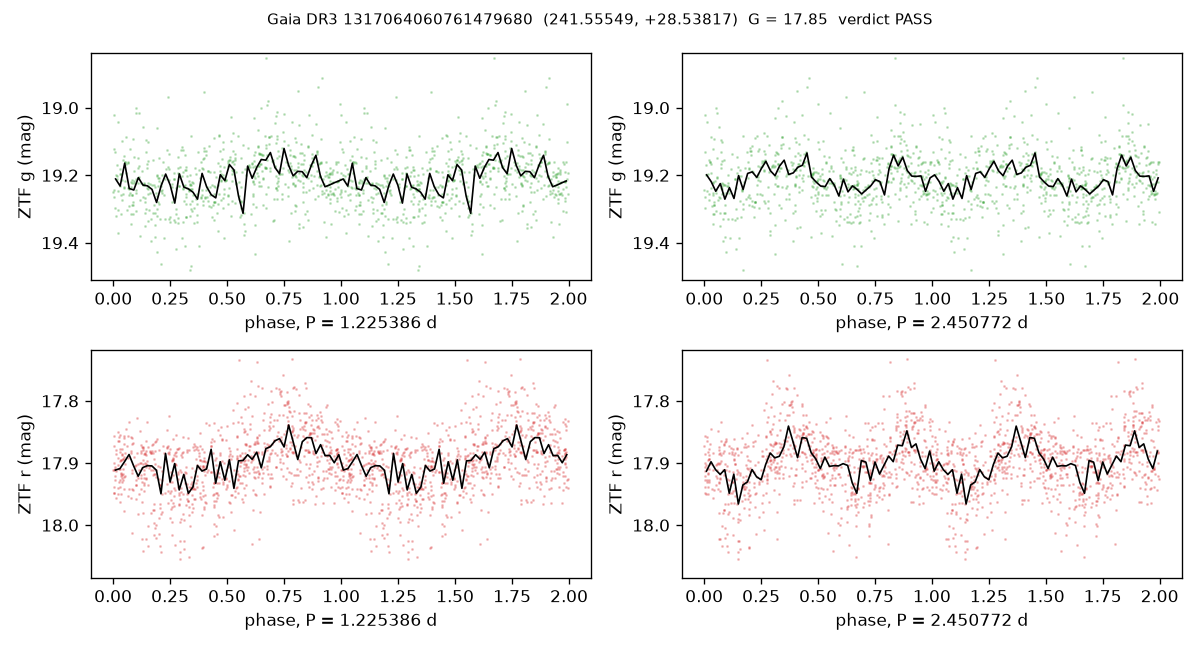 Gaia DR3 1317064060761479680  (241.55549, +28.53817)  G = 17.85  verdict PASS
ZTF g (mag)
19.0
19.2
19.4
0.00 0.25 0.50 0.75 1.00 1.25 1.50 1.75 2.00
phase, P = 1.225386 d
ZTF g (mag)
19.0
19.2
19.4
0.00 0.25 0.50 0.75 1.00 1.25 1.50 1.75 2.00
phase, P = 2.450772 d
ZTF r (mag)
17.8
17.9
18.0
0.00 0.25 0.50 0.75 1.00 1.25 1.50 1.75 2.00
phase, P = 1.225386 d
ZTF r (mag)
17.8
17.9
18.0
0.00 0.25 0.50 0.75 1.00 1.25 1.50 1.75 2.00
phase, P = 2.450772 d